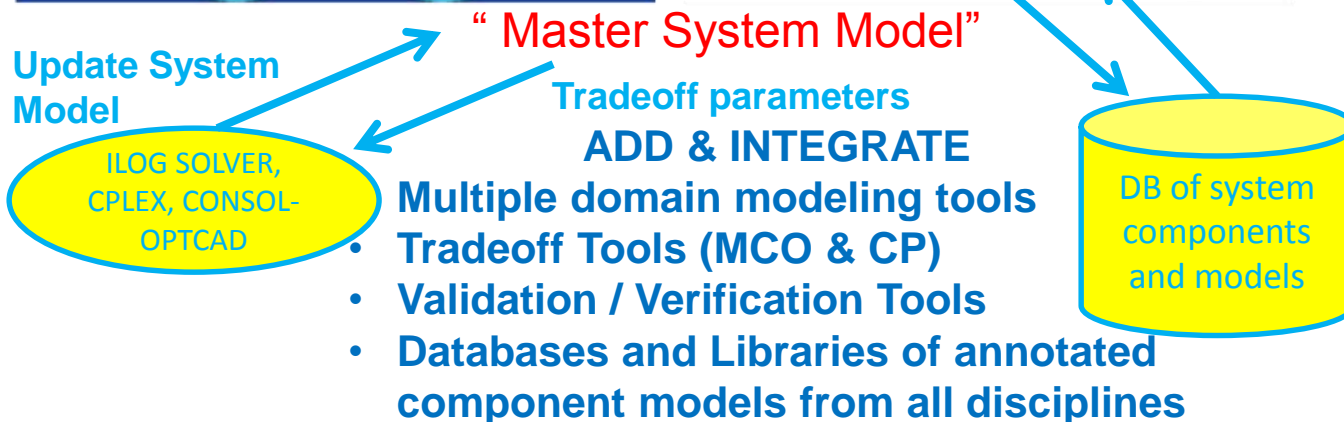 “ Master System Model”
Update System
Model
Tradeoff parameters
ILOG SOLVER,
CPLEX, CONSOL-
OPTCAD
ADD & INTEGRATE
Multiple domain modeling tools
• Tradeoff Tools (MCO & CP)
• Validation / Verification Tools
• Databases and Libraries of annotated
component models from all disciplines
DB of system
components
and models